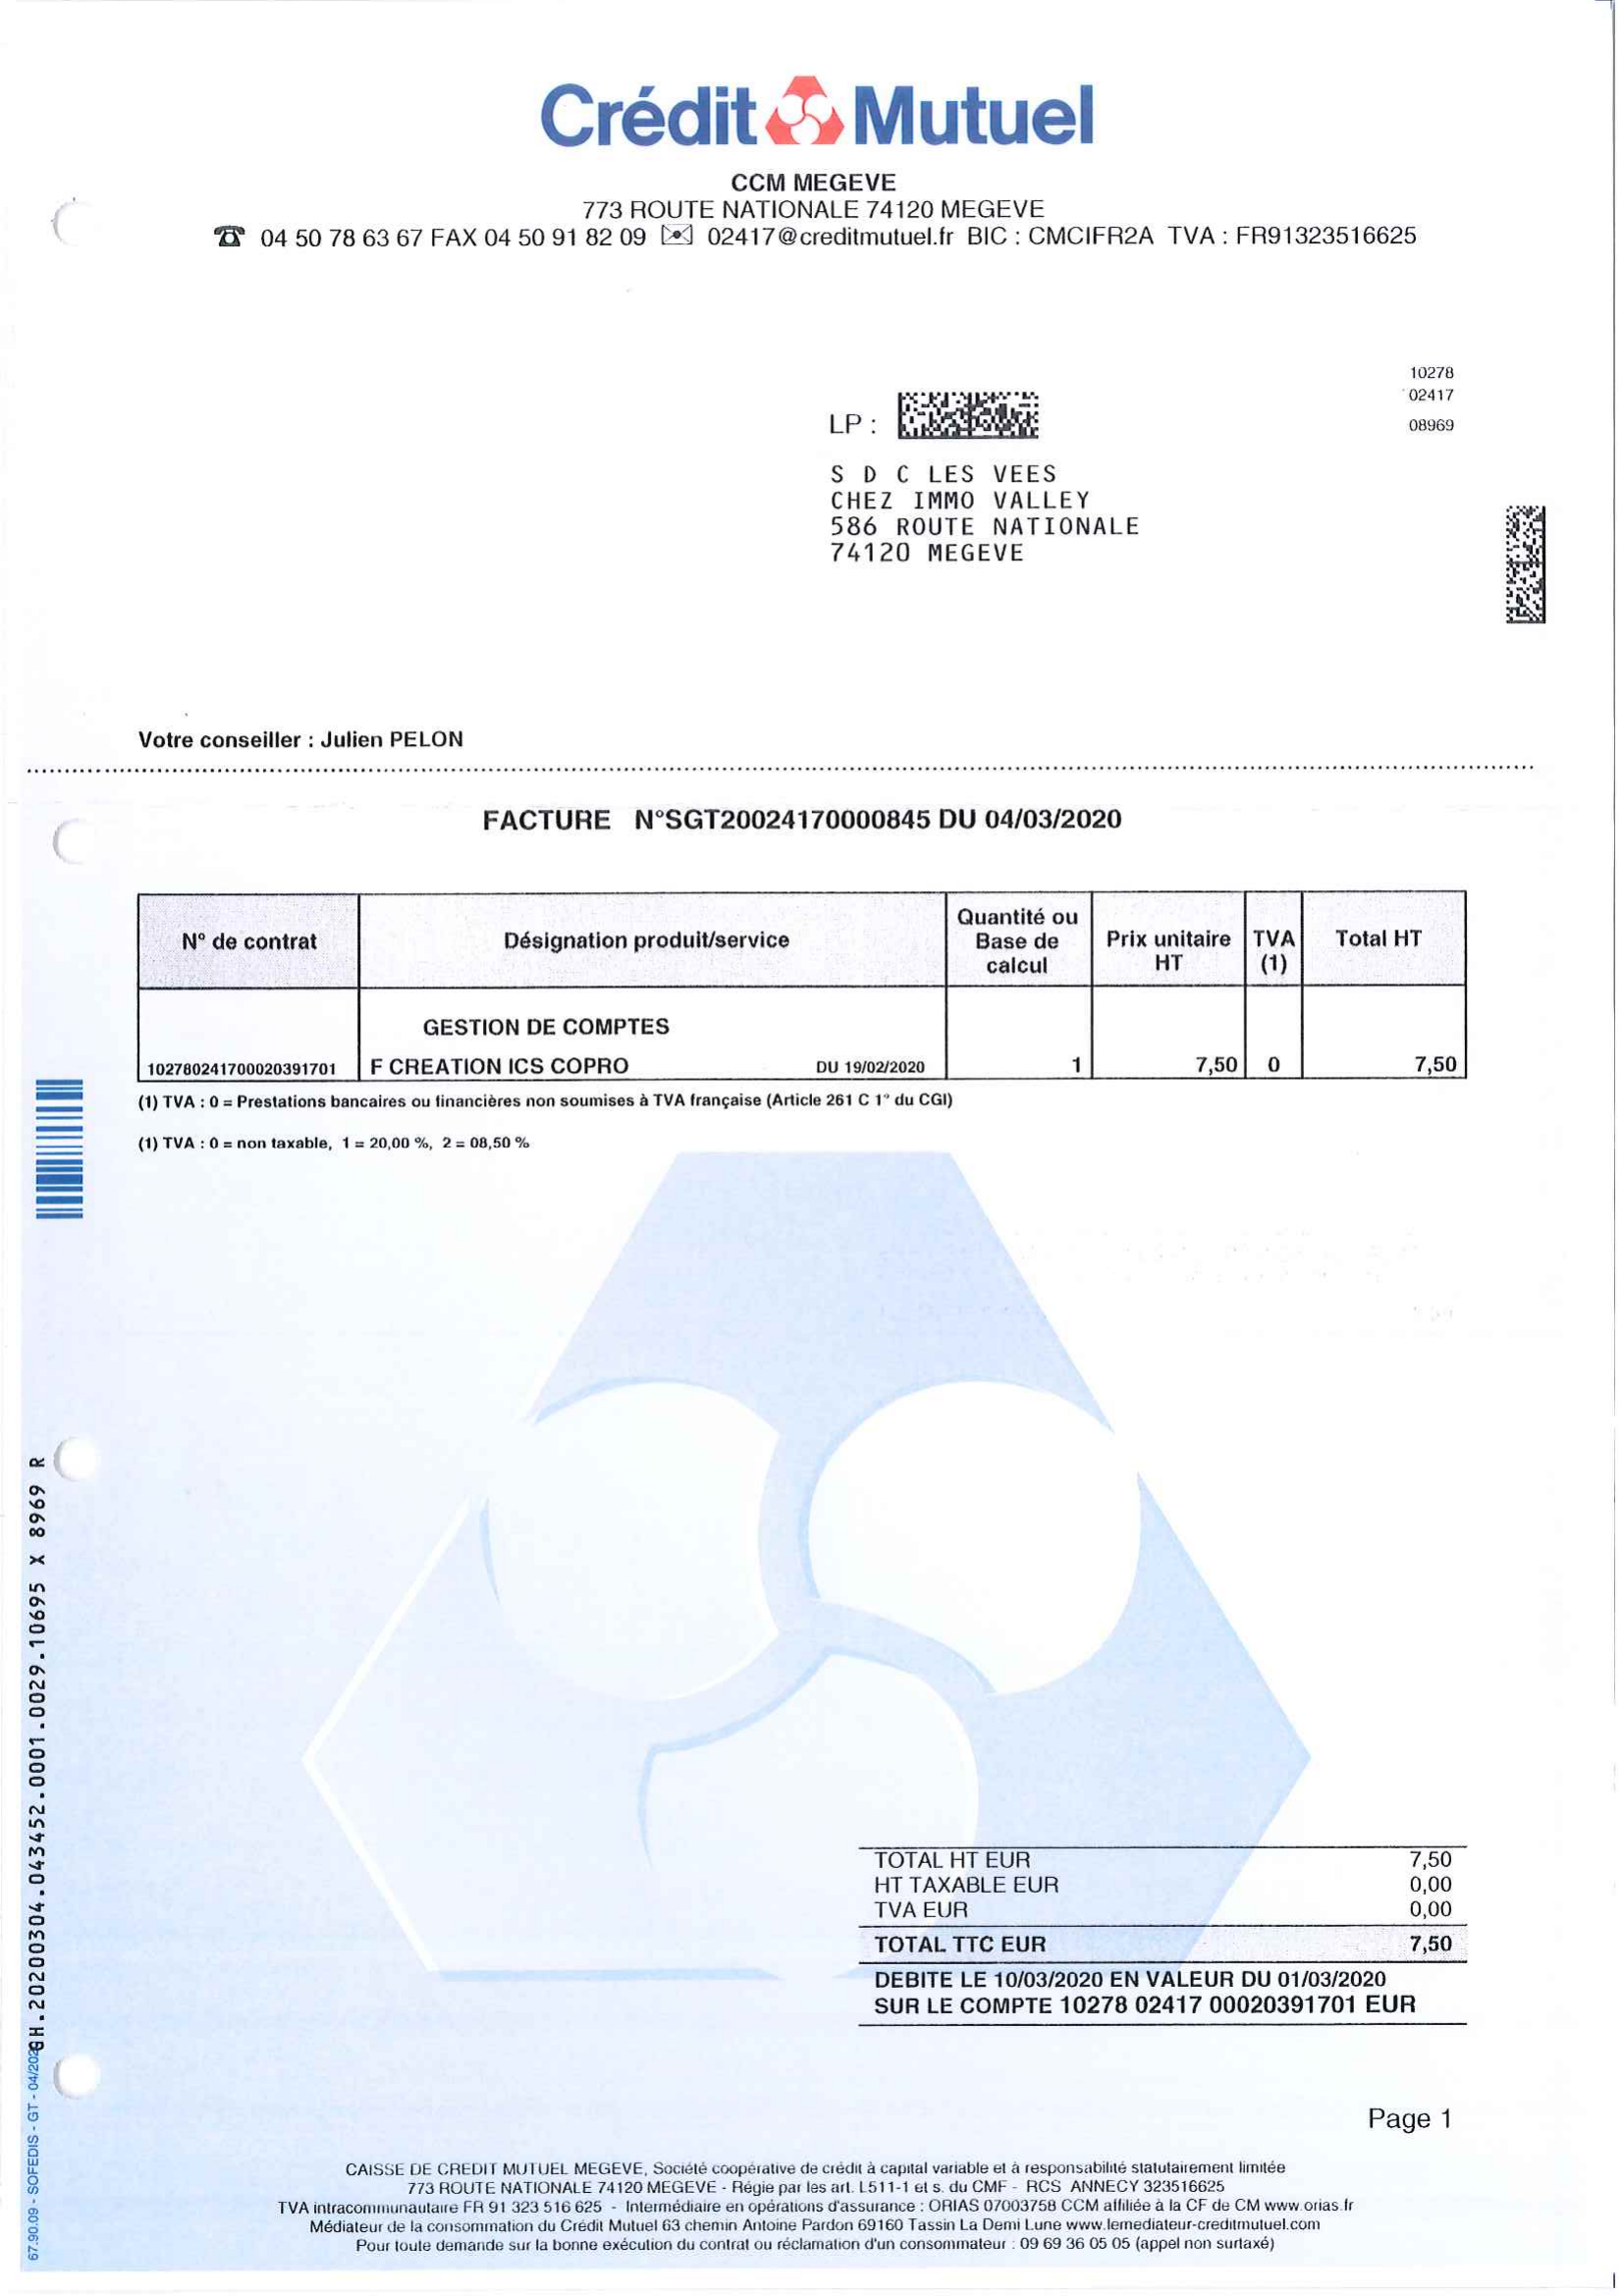 Crédit Mutuel
CCM MEGEVE
773 ROUTE NATIONALE 74120 MEGEVE
04 50 78 63 67 FAX 04 50 91 82 09 02417@creditmutuel.fr BIC : CMCIFR2A TVA : FR91323516625
10278
02417
08969
LP :
S D C LES VEES
CHEZ IMMO VALLEY
586 ROUTE NATIONALE
74120 MEGEVE
Votre conseiller : Julien PELON
FACTURE N°SGT20024170000845 DU 04/03/2020
N° de contrat Désignation produit/service Quantité ou Base de calcul Prix unitaire HT TVA (1) Total HT
GESTION DE COMPTES
102780241700020391701 F CREATION ICS COPRO DU 19/02/2020 1 7,50 0 7,50
(1) TVA : 0 = Prestations bancaires ou financières non soumises à TVA française (Article 261 C 1° du CGI)
(1) TVA : 0 = non taxable, 1 = 20,00 %, 2 = 08,50 %
TOTAL HT EUR 7,50
HT TAXABLE EUR 0,00
TVA EUR 0,00
TOTAL TTC EUR 7,50
DEBITE LE 10/03/2020 EN VALEUR DU 01/03/2020
SUR LE COMPTE 10278 02417 00020391701 EUR
GH.20200304.043452.0001.0029.10695 X 8969 R
67.90.09 - SOFEDIS - GT -
Page 1
CAISSE DE CREDIT MUTUEL MEGEVE, Société coopérative de crédit à capital variable et à responsabilité statutairement limitée
773 ROUTE NATIONALE 74120 MEGEVE - Régie par les art. L511-1 et s. du CMF - RCS ANNECY 323516625
TVA intracommunautaire FR 91 323 516 625 - Intermédiaire en opérations d'assurance : ORIAS 07003758 CCM affiliée à la CF de CM www.orias.fr
Médiateur de la consommation du Crédit Mutuel 63 chemin Antoine Pardon 69160 Tassin La Demi Lune www.lemediateur-creditmutuel.com
Pour toute demande sur la bonne exécution du contrat ou réclamation d'un consommateur : 09 69 36 05 05 (appel non surtaxé)